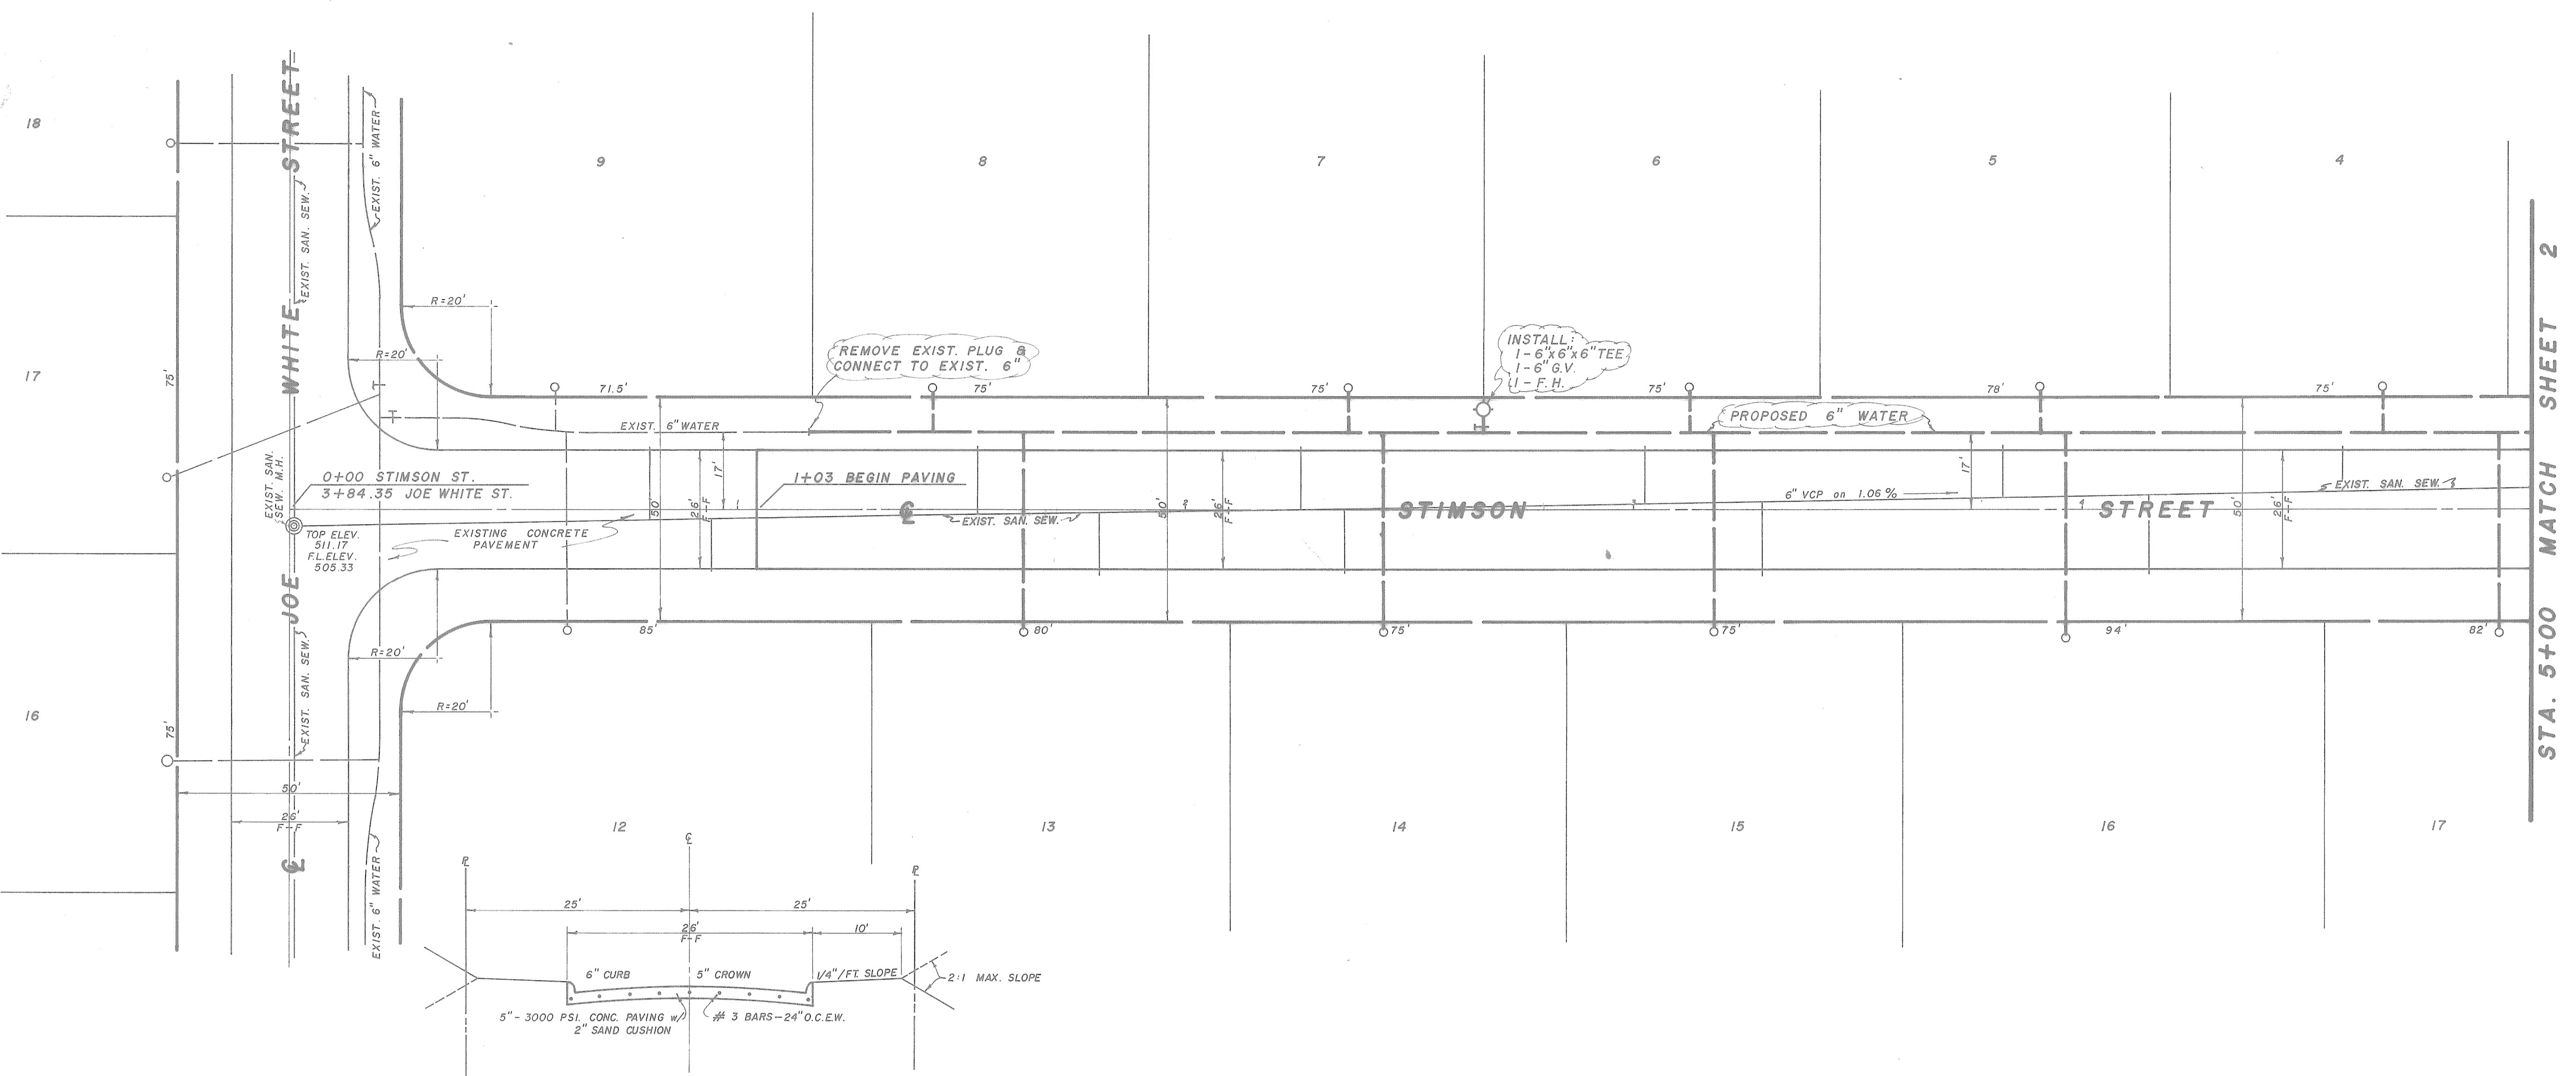 18
17
16
75'
75'
JOE WHITE STREET
℄
EXIST. SAN. SEW.
EXIST. 6" WATER
R=20'
R=20'
EXIST. SAN.
SEW. M.H.
0+00 STIMSON ST.
3+84.35 JOE WHITE ST.
TOP ELEV.
511.17
F.L. ELEV.
505.33
EXISTING CONCRETE
PAVEMENT
R=20'
R=20'
EXIST. SAN. SEW.
50'
26'
F-F
EXIST. 6" WATER
9
8
7
6
5
4
REMOVE EXIST. PLUG &
CONNECT TO EXIST. 6"
INSTALL:
1-6"x6"x6" TEE
1-6" G.V.
1-F.H.
71.5'
75'
75'
75'
78'
75'
EXIST. 6" WATER
PROPOSED 6" WATER
17'
17'
1+03 BEGIN PAVING
50'
26'
F-F
1
℄
EXIST. SAN. SEW.
50'
2
26'
F-F
STIMSON
3
6" VCP on 1.06%
4
STREET
50'
26'
F-F
EXIST. SAN. SEW.
85'
80'
75'
75'
94'
82'
12
13
14
15
16
17
STA. 5+00 MATCH SHEET 2
℄
℄
℄
25'
25'
26'
F-F
10'
6" CURB
5" CROWN
1/4"/FT. SLOPE
2:1 MAX. SLOPE
5"-3000 PSI. CONC. PAVING w/
2" SAND CUSHION
# 3 BARS-24" O.C.E.W.